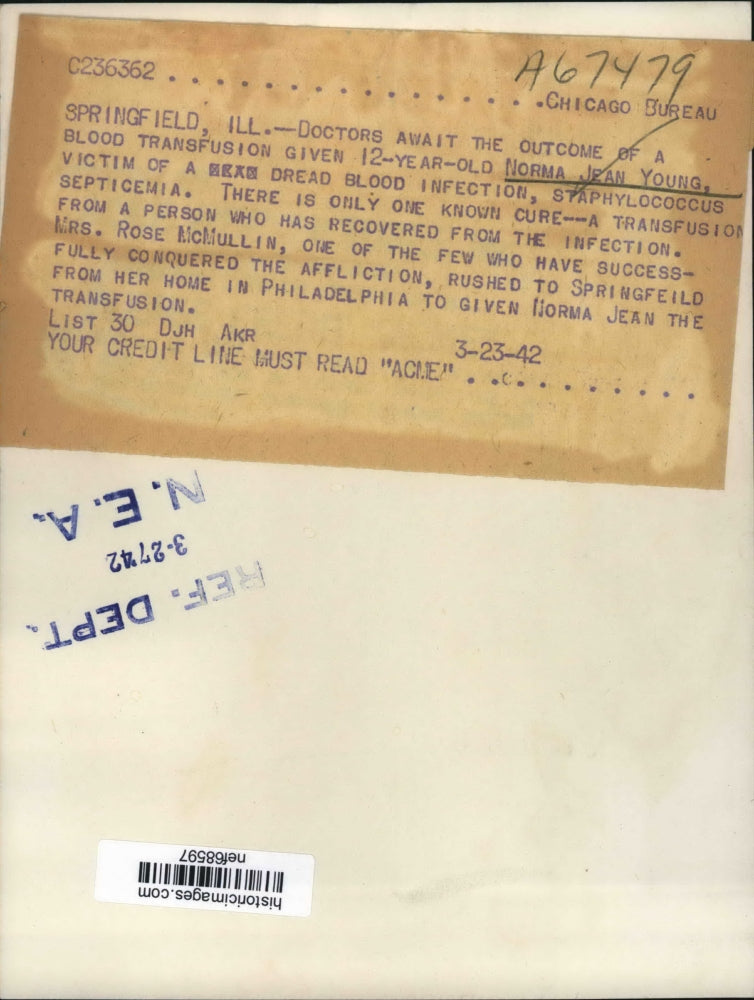 C236362 . . . . . . . . . . . . . . . . .CHICAGO BUREAU
A67479
SPRINGFIELD, ILL.—DOCTORS AWAIT THE OUTCOME OF A
BLOOD TRANSFUSION GIVEN 12-YEAR-OLD NORMA JEAN YOUNG,
VICTIM OF A DREAD BLOOD INFECTION, STAPHYLOCOCCUS
SEPTICEMIA. THERE IS ONLY ONE KNOWN CURE--A TRANSFUSION
FROM A PERSON WHO HAS RECOVERED FROM THE INFECTION.
MRS. ROSE MCMULLIN, ONE OF THE FEW WHO HAVE SUCCESS-
FULLY CONQUERED THE AFFLICTION, RUSHED TO SPRINGFEILD
FROM HER HOME IN PHILADELPHIA TO GIVEN NORMA JEAN THE
TRANSFUSION.
LIST 30 DJH AKR 3-23-42
YOUR CREDIT LINE MUST READ "ACME" . . . . . . . . . . .
REF. DEPT.
3-27-42
N.E.A.
historicimages.com
nef68597